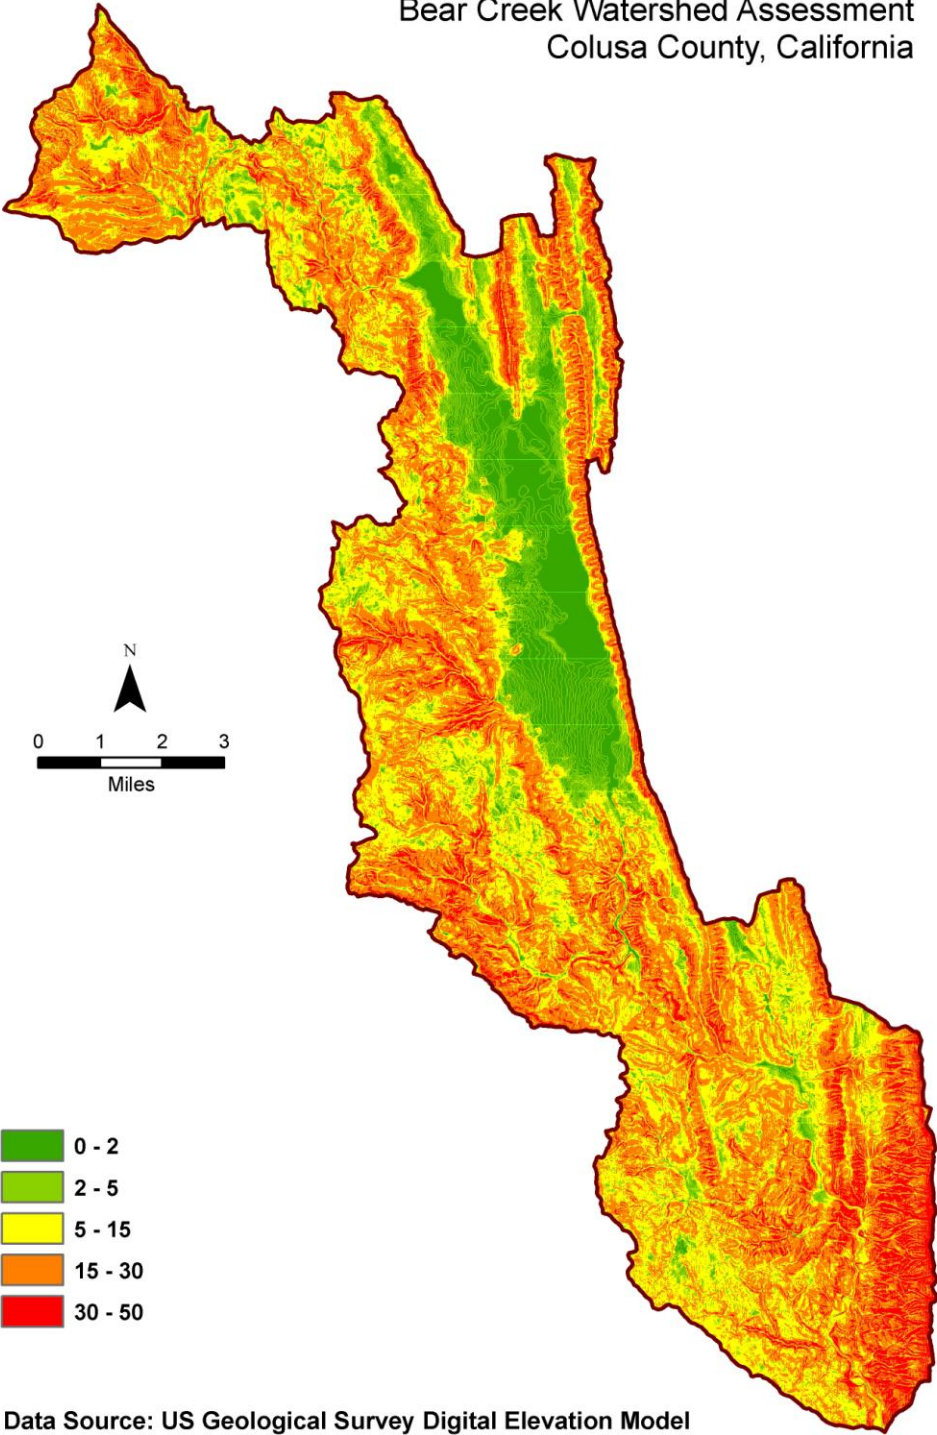 Bear Creek Watershed Assessment
Colusa County, California
N
0 1 2 3
Miles
0 - 2
2 - 5
5 - 15
15 - 30
30 - 50
Data Source: US Geological Survey Digital Elevation Model